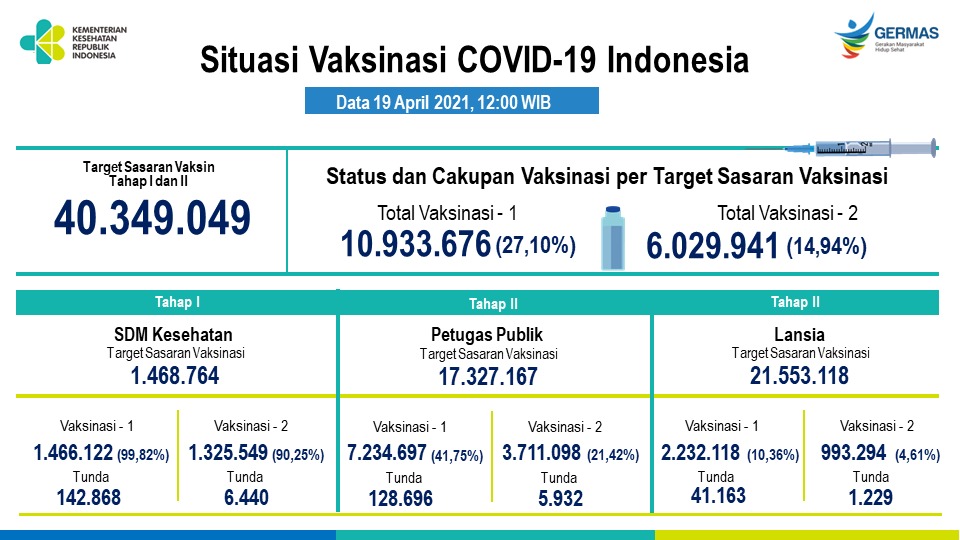 KEMENTERIAN
KESEHATAN
REPUBLIK
INDONESIA
GERMAS
Gerakan Masyarakat
Hidup Sehat
Situasi Vaksinasi COVID-19 Indonesia
Data 19 April 2021, 12:00 WIB
Target Sasaran Vaksin
Tahap I dan II
40.349.049
Status dan Cakupan Vaksinasi per Target Sasaran Vaksinasi
Total Vaksinasi - 1
10.933.676 (27,10%)
Total Vaksinasi - 2
6.029.941 (14,94%)
Tahap I
SDM Kesehatan
Target Sasaran Vaksinasi
1.468.764
Vaksinasi - 1
1.466.122 (99,82%)
Tunda
142.868
Vaksinasi - 2
1.325.549 (90,25%)
Tunda
6.440
Tahap II
Petugas Publik
Target Sasaran Vaksinasi
17.327.167
Vaksinasi - 1
7.234.697 (41,75%)
Tunda
128.696
Vaksinasi - 2
3.711.098 (21,42%)
Tunda
5.932
Tahap II
Lansia
Target Sasaran Vaksinasi
21.553.118
Vaksinasi - 1
2.232.118 (10,36%)
Tunda
41.163
Vaksinasi - 2
993.294 (4,61%)
Tunda
1.229